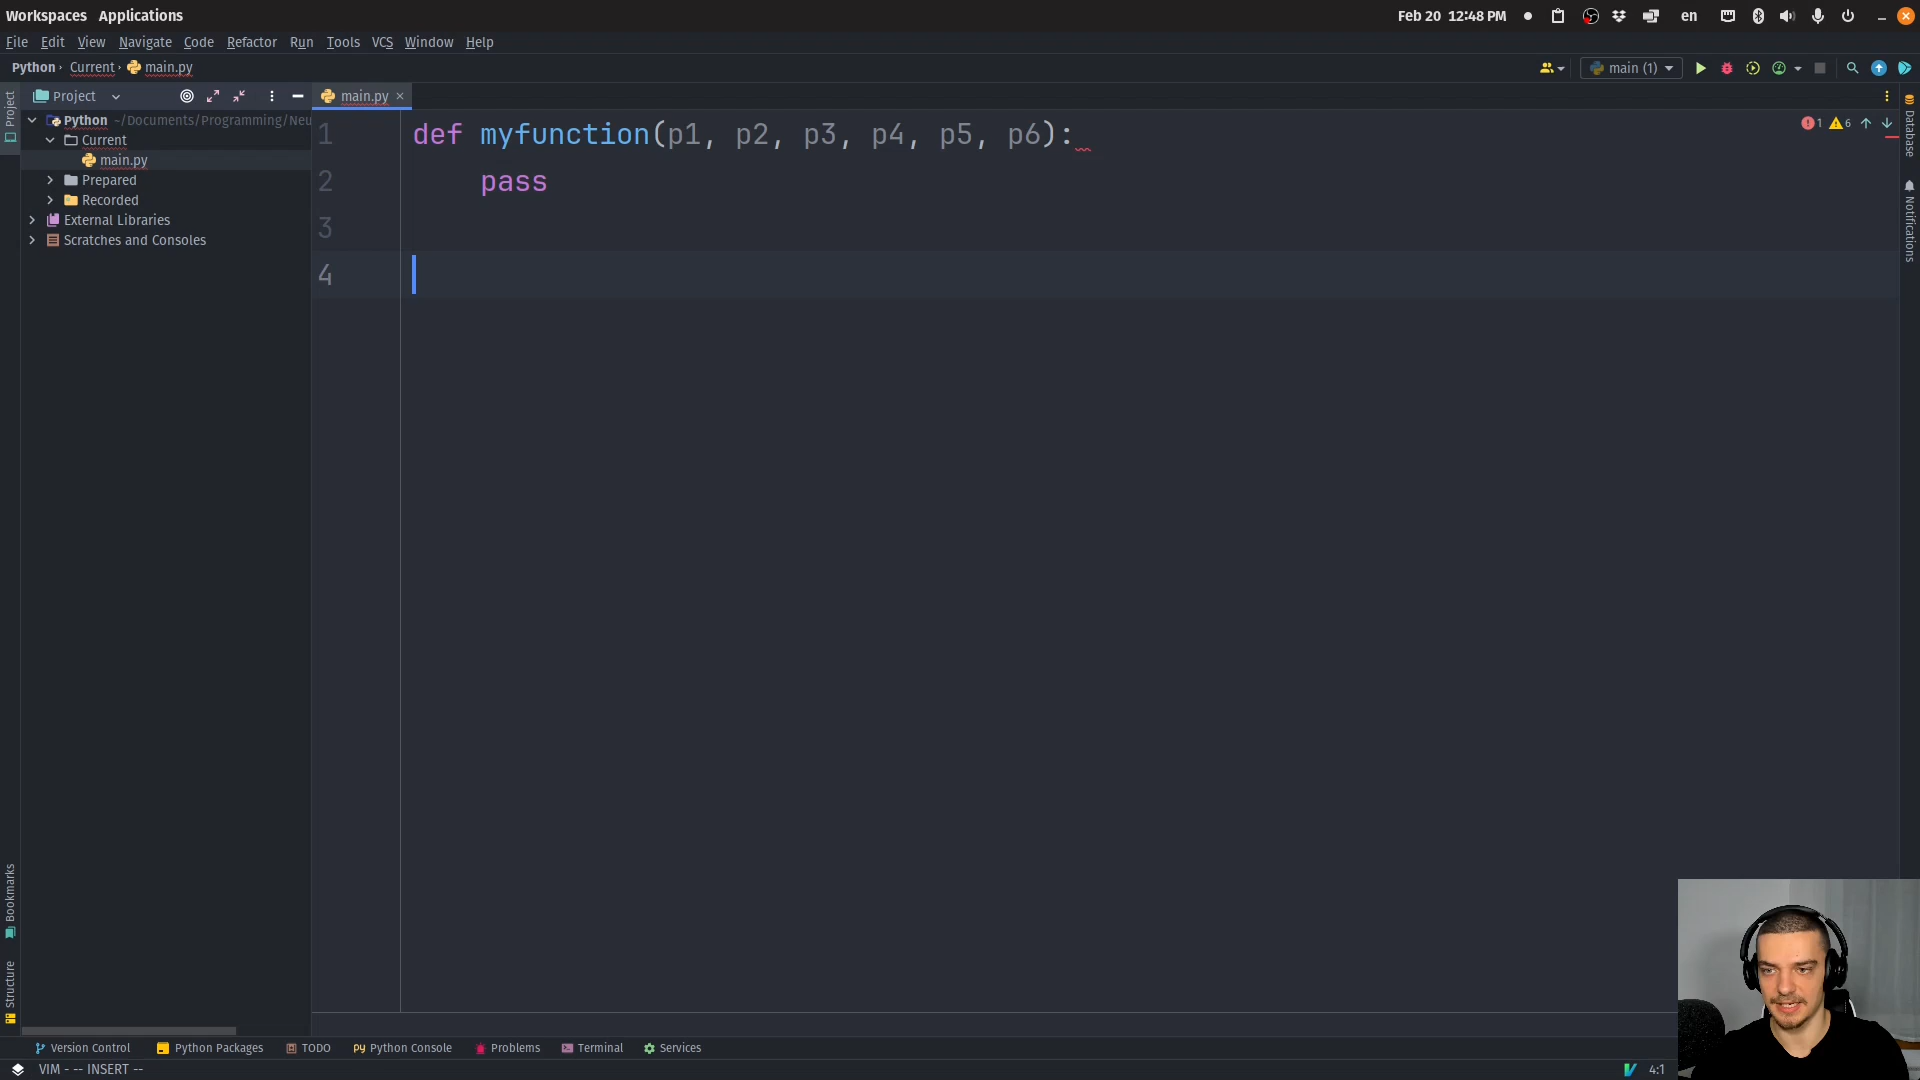 Workspaces Applications Feb 20 12:48 PM en
File Edit View Navigate Code Refactor Run Tools VCS Window Help
Python Current main.py main (1)
Project Project main.py
Python ~/Documents/Programming/Neu
Current
main.py
Prepared
Recorded
External Libraries
Scratches and Consoles
1 def myfunction(p1, p2, p3, p4, p5, p6):
2 pass
3
4
1 6
Database
Notifications
Bookmarks
Structure
Version Control Python Packages TODO Python Console Problems Terminal Services
VIM - -- INSERT -- 4:1